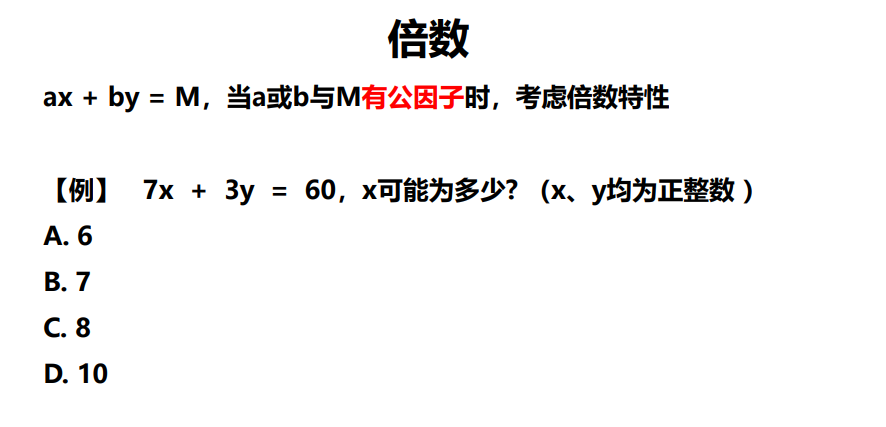 倍数
ax + by = M，当a或b与M有公因子时，考虑倍数特性
【例】 7x + 3y = 60，x可能为多少? （x、y均为正整数 ）
A. 6
B. 7
C. 8
D. 10